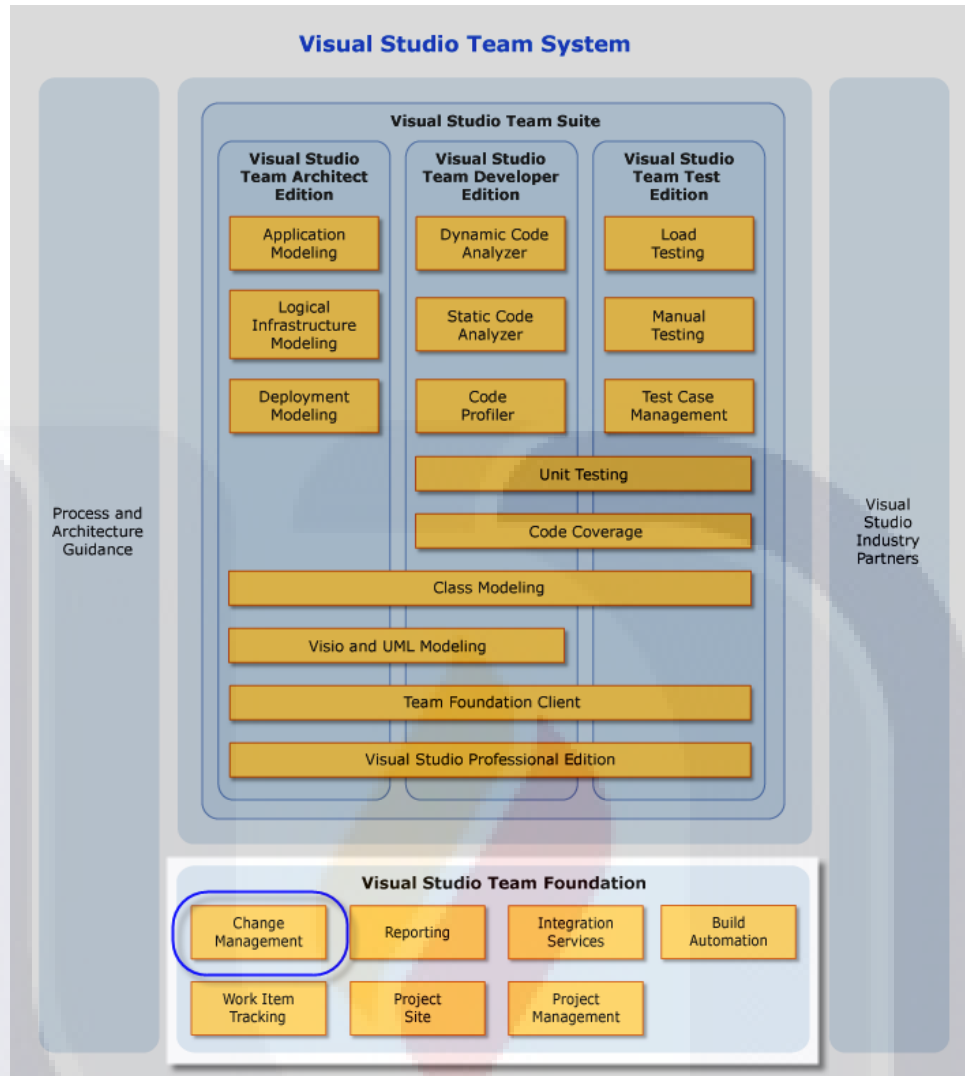 Visual Studio Team System
Visual Studio Team Suite
Visual Studio
Team Architect
Edition
Visual Studio
Team Developer
Edition
Visual Studio
Team Test
Edition
Application
Modeling
Dynamic Code
Analyzer
Load
Testing
Logical
Infrastructure
Modeling
Static Code
Analyzer
Manual
Testing
Deployment
Modeling
Code
Profiler
Test Case
Management
Unit Testing
Code Coverage
Class Modeling
Visio and UML Modeling
Team Foundation Client
Visual Studio Professional Edition
Process and
Architecture
Guidance
Visual
Studio
Industry
Partners
Visual Studio Team Foundation
Change
Management
Reporting
Integration
Services
Build
Automation
Work Item
Tracking
Project
Site
Project
Management